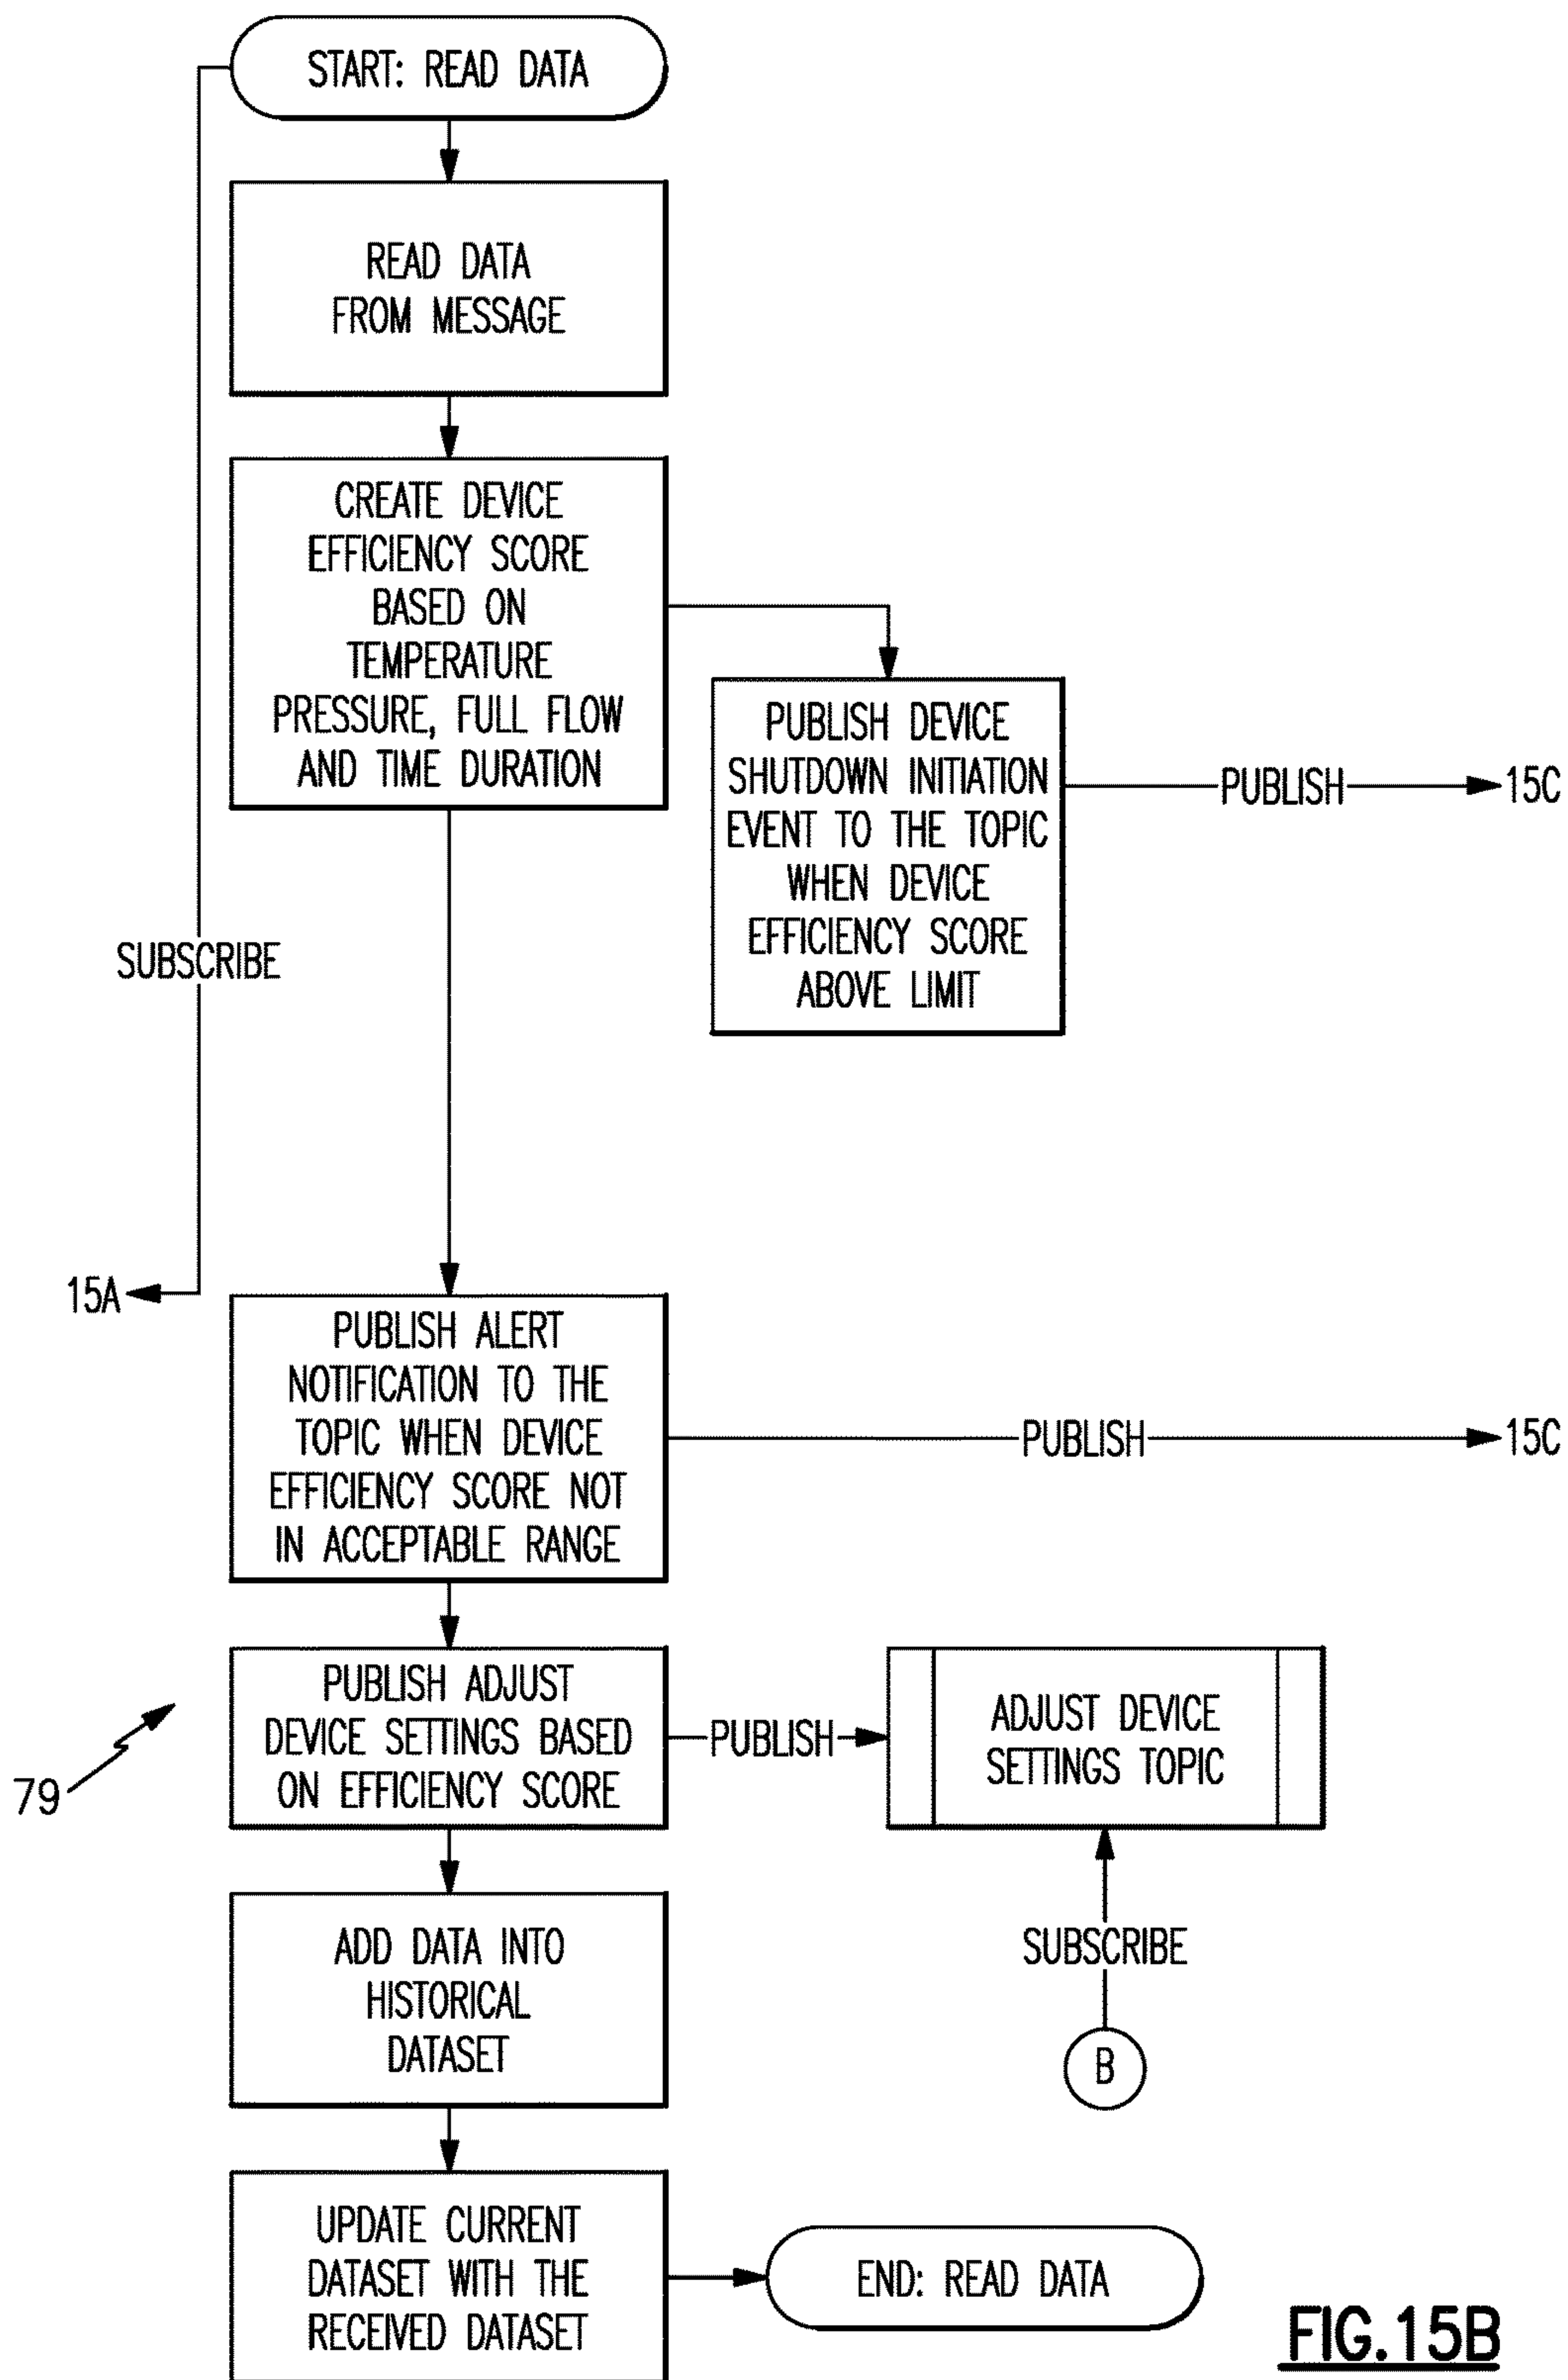 START: READ DATA
READ DATA
FROM MESSAGE
CREATE DEVICE
EFFICIENCY SCORE
BASED ON
TEMPERATURE
PRESSURE, FULL FLOW
AND TIME DURATION
PUBLISH DEVICE
SHUTDOWN INITIATION
EVENT TO THE TOPIC
WHEN DEVICE
EFFICIENCY SCORE
ABOVE LIMIT
PUBLISH
15C
SUBSCRIBE
15A
PUBLISH ALERT
NOTIFICATION TO THE
TOPIC WHEN DEVICE
EFFICIENCY SCORE NOT
IN ACCEPTABLE RANGE
PUBLISH
15C
79
PUBLISH ADJUST
DEVICE SETTINGS BASED
ON EFFICIENCY SCORE
PUBLISH
ADJUST DEVICE
SETTINGS TOPIC
SUBSCRIBE
B
ADD DATA INTO
HISTORICAL
DATASET
UPDATE CURRENT
DATASET WITH THE
RECEIVED DATASET
END: READ DATA
FIG.15B